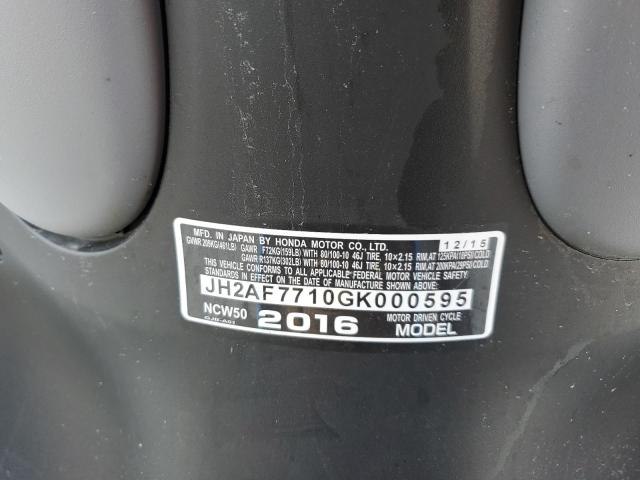 MFD. IN JAPAN BY HONDA MOTOR CO., LTD. 12/15
GVWR 209KG(461LB) GAWR F72KG(159LB) WITH 80/100-10 46J TIRE, 10×2.15 RIM,AT 125KPA(18PSI)COLD
GAWR R137KG(302LB) WITH 80/100-10 46J TIRE, 10×2.15 RIM,AT 200KPA(29PSI)COLD
THIS VEHICLE CONFORMS TO ALL APPLICABLE FEDERAL MOTOR VEHICLE SAFETY
STANDARDS IN EFFECT ON THE DATE OF MANUFACTURE SHOWN ABOVE.
JH2AF7710GK000595
NCW50 2016 MOTOR DRIVEN CYCLE
MODEL